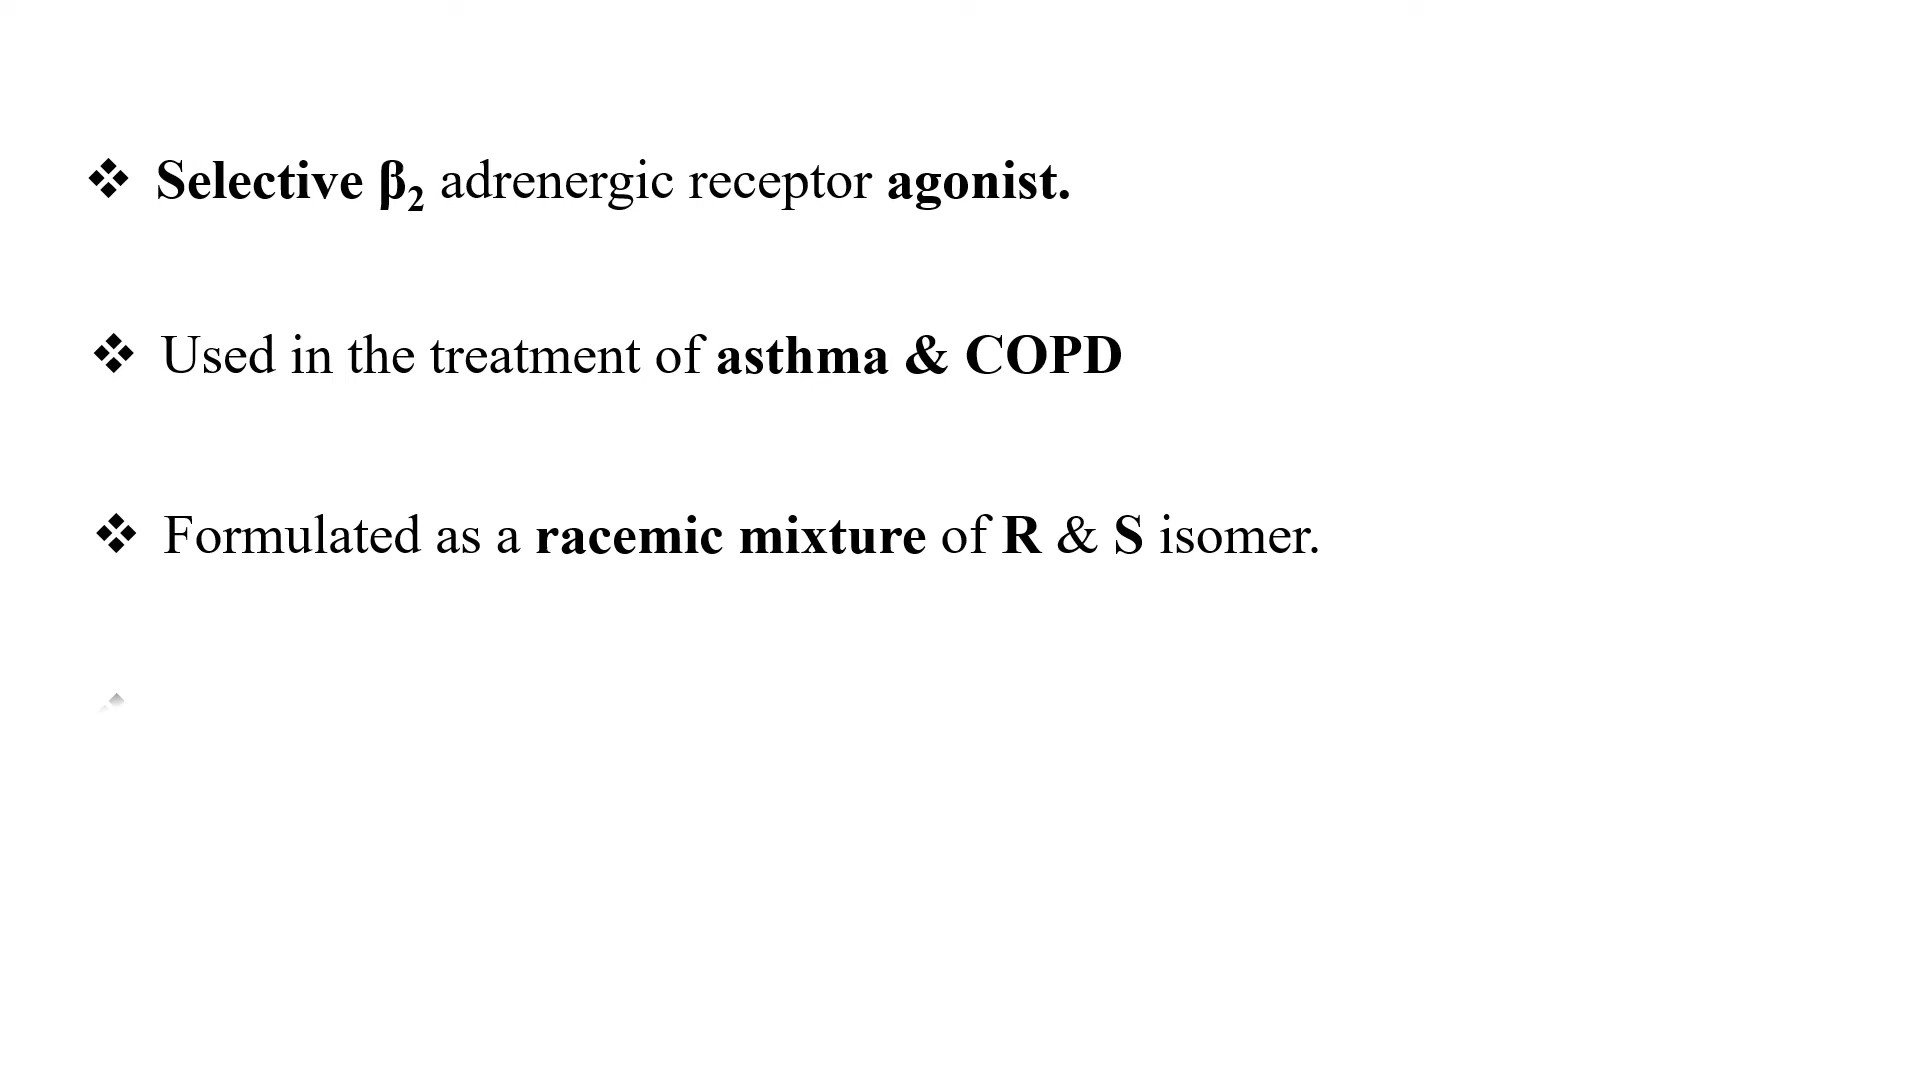 ❖ Selective β₂ adrenergic receptor agonist.
❖ Used in the treatment of asthma & COPD
❖ Formulated as a racemic mixture of R & S isomer.